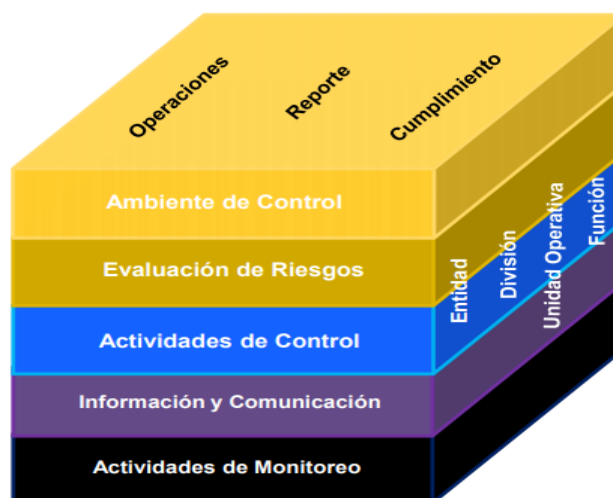 Operaciones
Reporte
Cumplimiento
Ambiente de Control
Evaluación de Riesgos
Actividades de Control
Información y Comunicación
Actividades de Monitoreo
Entidad
División
Unidad Operativa
Función